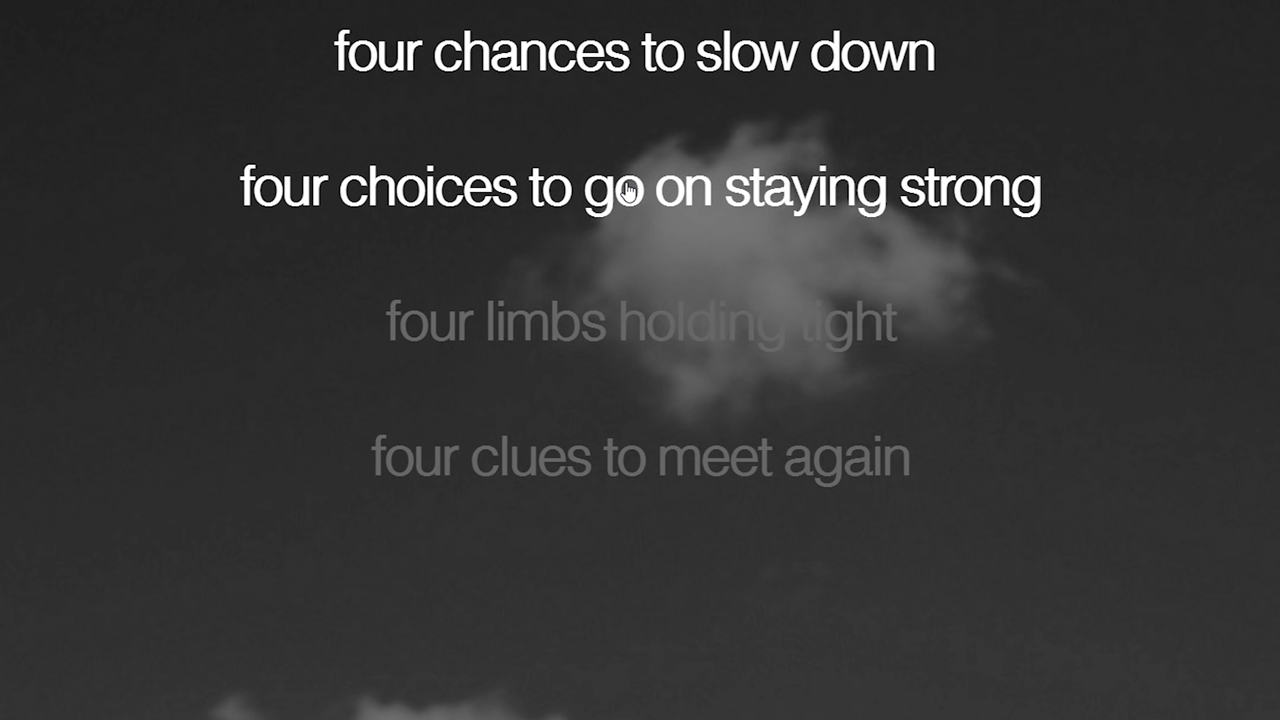 four chances to slow down
four choices to go on staying strong
four limbs holding tight
four clues to meet again